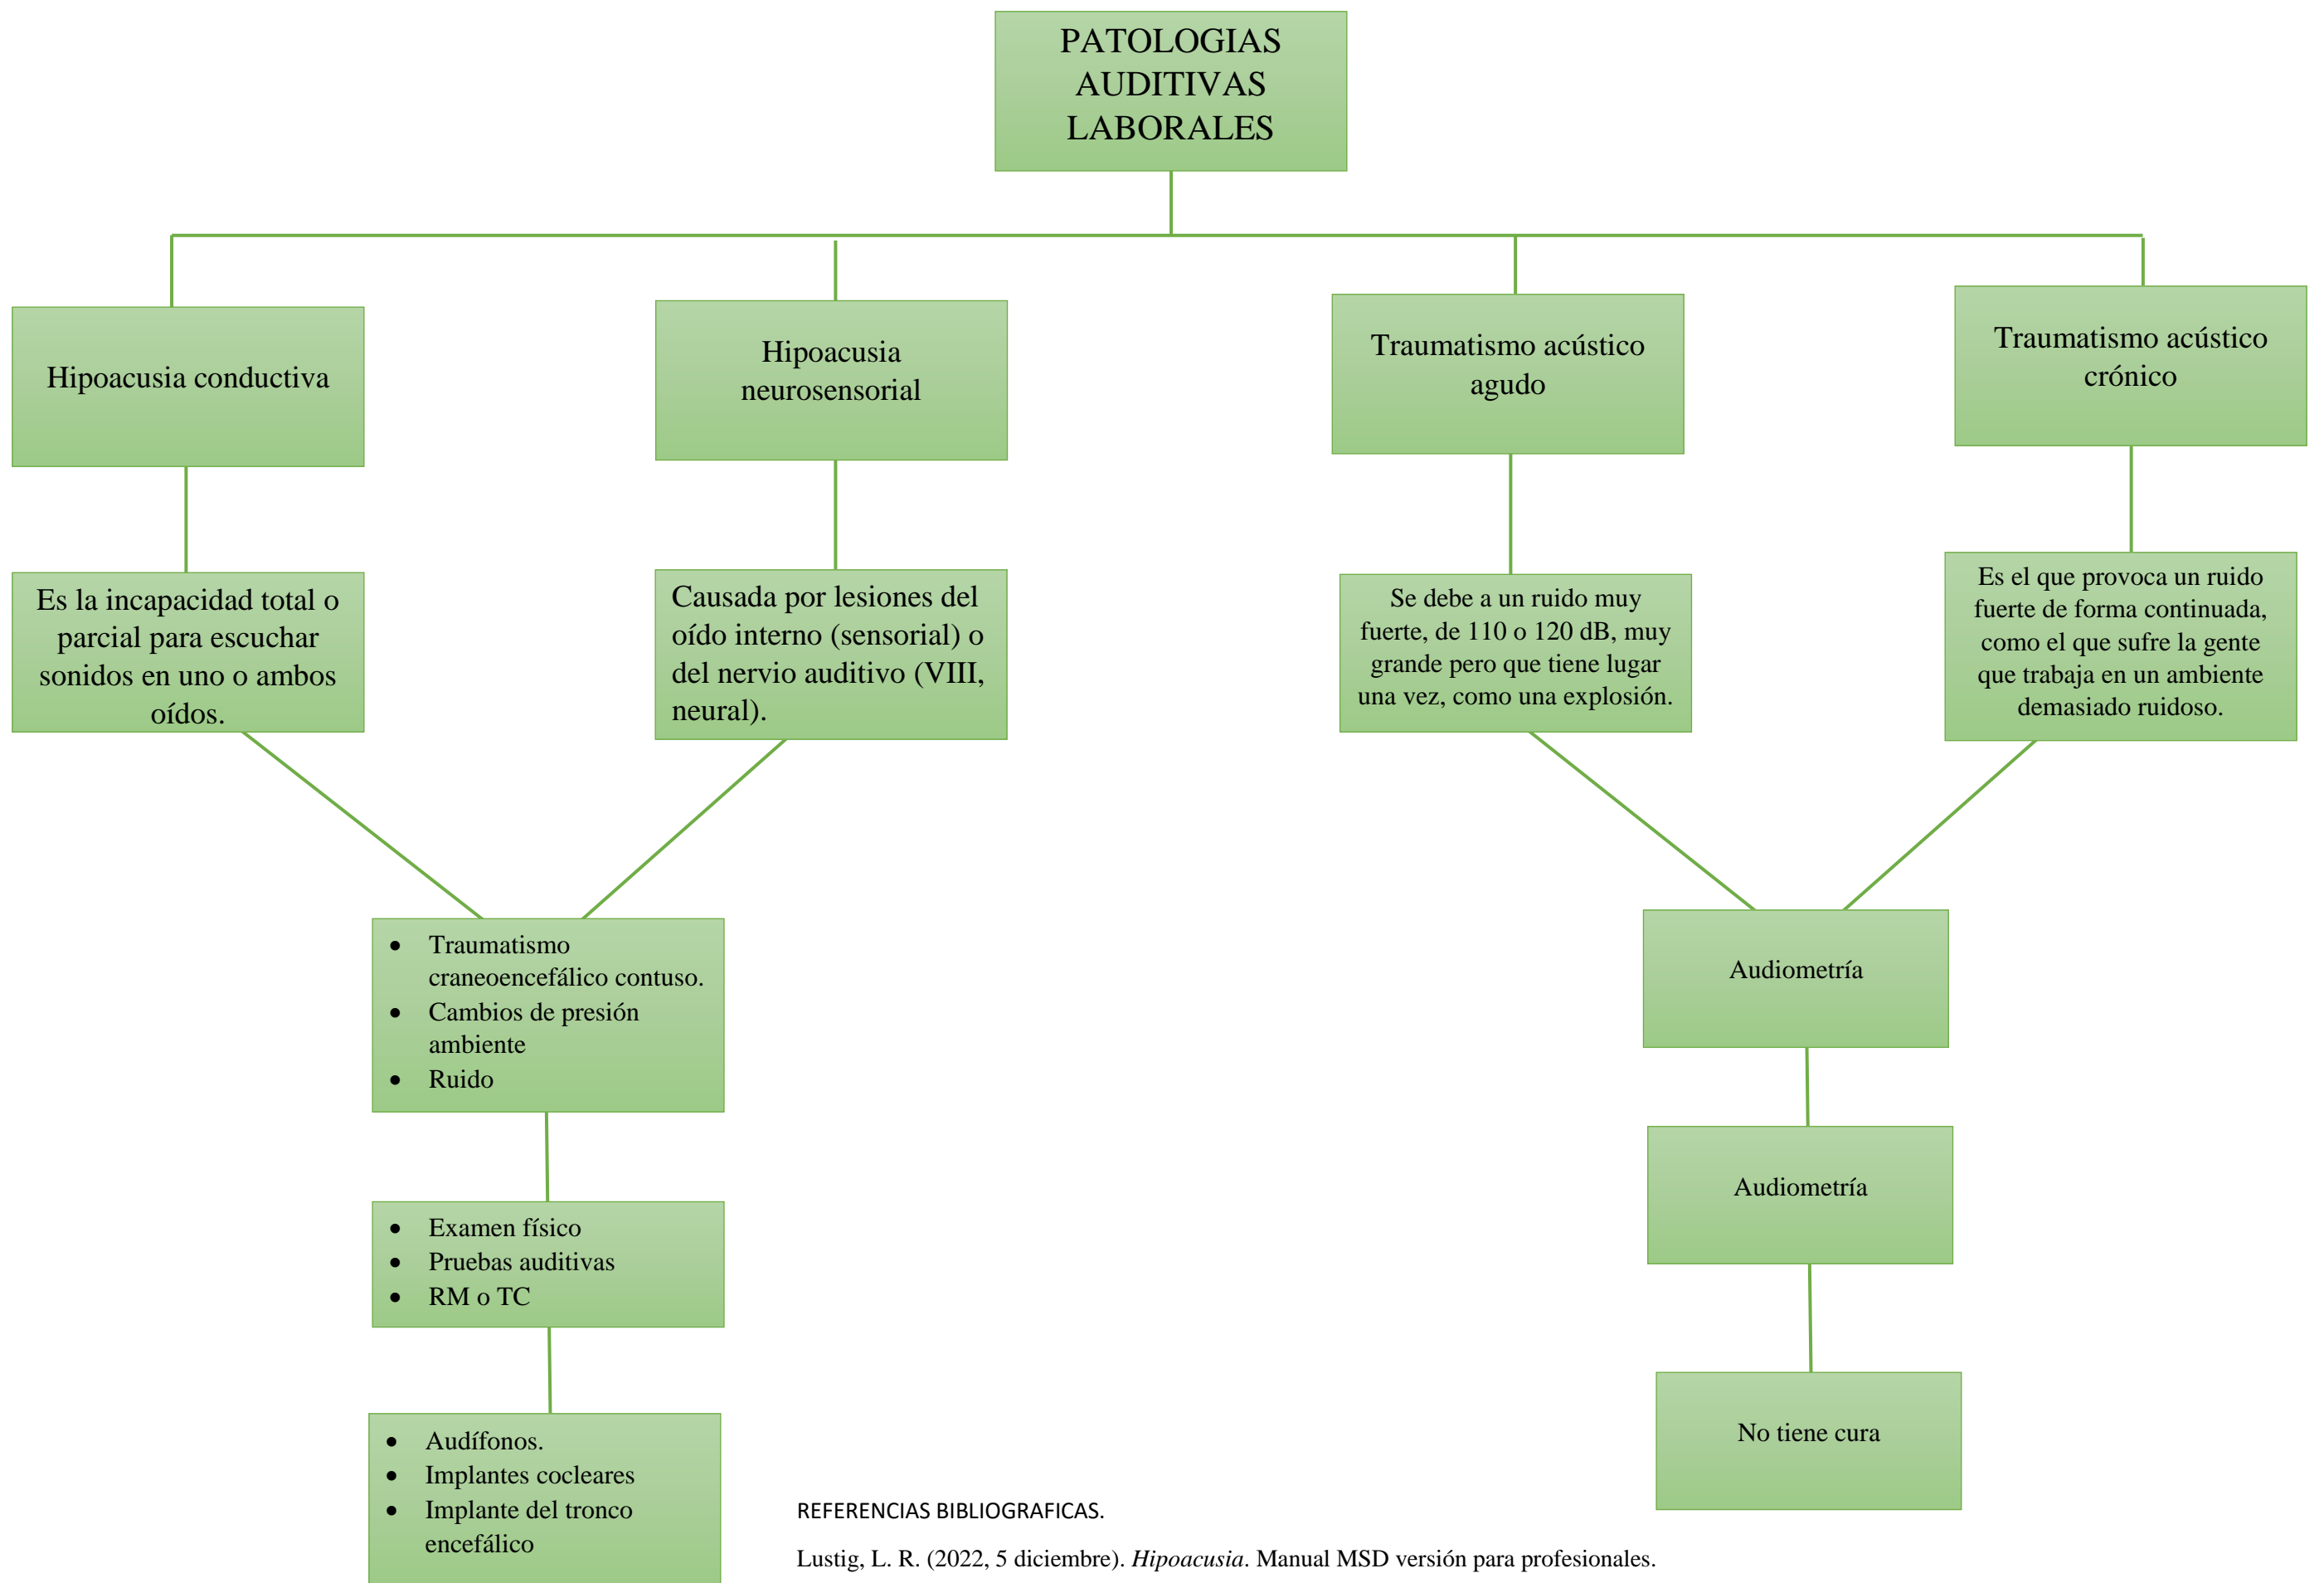 PATOLOGIAS
AUDITIVAS
LABORALES
Hipoacusia conductiva
Hipoacusia
neurosensorial
Traumatismo acústico
agudo
Traumatismo acústico
crónico
Es la incapacidad total o
parcial para escuchar
sonidos en uno o ambos
oídos.
Causada por lesiones del
oído interno (sensorial) o
del nervio auditivo (VIII,
neural).
Se debe a un ruido muy
fuerte, de 110 o 120 dB, muy
grande pero que tiene lugar
una vez, como una explosión.
Es el que provoca un ruido
fuerte de forma continuada,
como el que sufre la gente
que trabaja en un ambiente
demasiado ruidoso.
• Traumatismo
craneoencefálico contuso.
• Cambios de presión
ambiente
• Ruido
• Examen físico
• Pruebas auditivas
• RM o TC
• Audífonos.
• Implantes cocleares
• Implante del tronco
encefálico
Audiometría
Audiometría
No tiene cura
REFERENCIAS BIBLIOGRAFICAS.
Lustig, L. R. (2022, 5 diciembre). Hipoacusia. Manual MSD versión para profesionales.